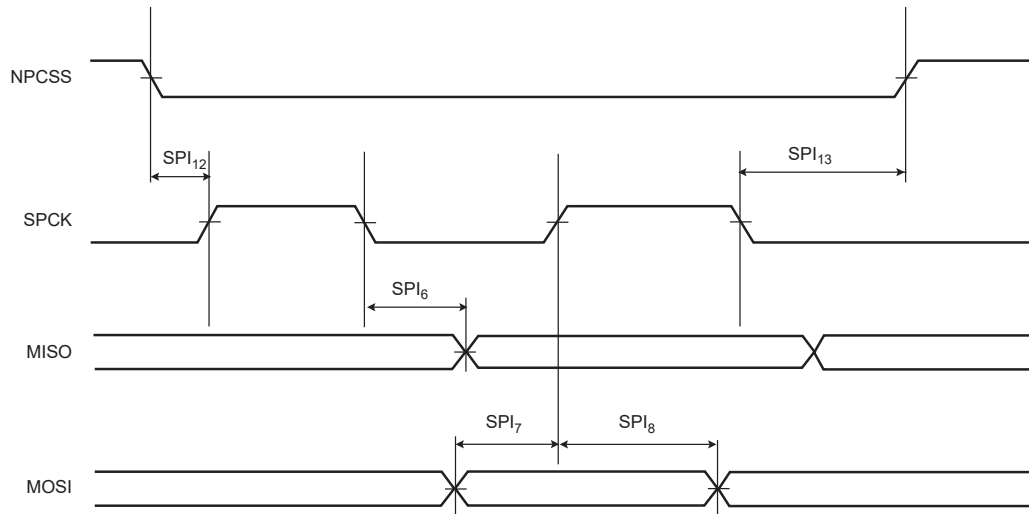 NPCSS
SPI₁₂
SPI₁₃
SPCK
SPI₆
MISO
SPI₇
SPI₈
MOSI